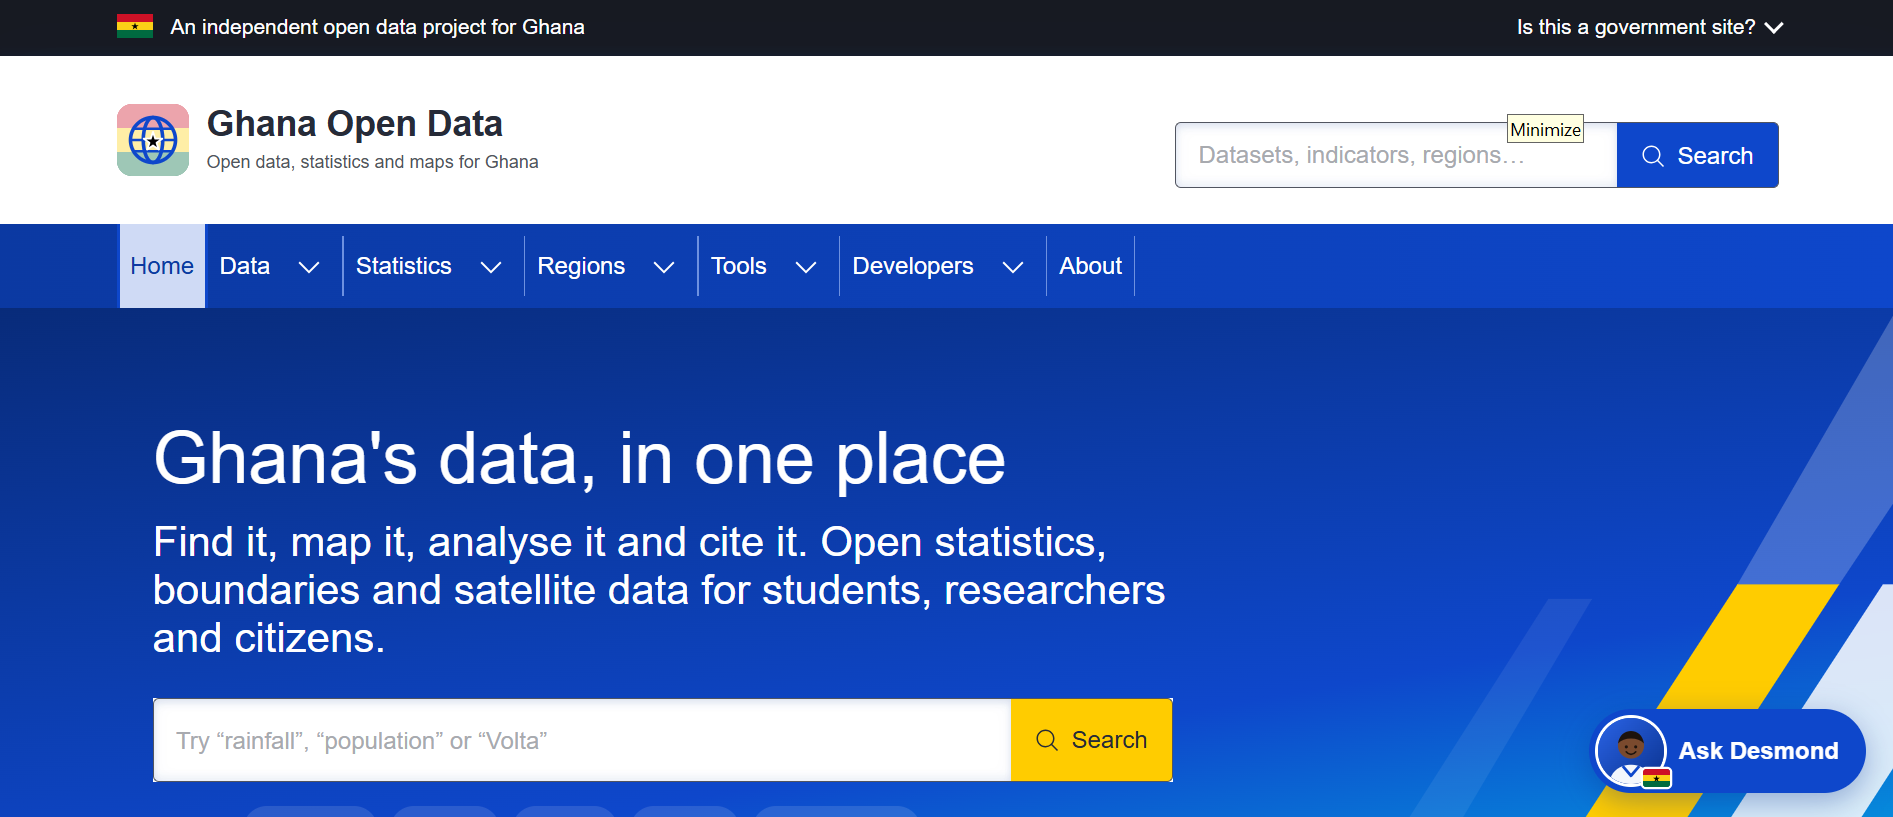 An independent open data project for Ghana
Is this a government site?
Ghana Open Data
Open data, statistics and maps for Ghana
Minimize
Datasets, indicators, regions…
Search
Home
Data
Statistics
Regions
Tools
Developers
About
Ghana's data, in one place
Find it, map it, analyse it and cite it. Open statistics,
boundaries and satellite data for students, researchers
and citizens.
Try “rainfall”, “population” or “Volta”
Search
Ask Desmond